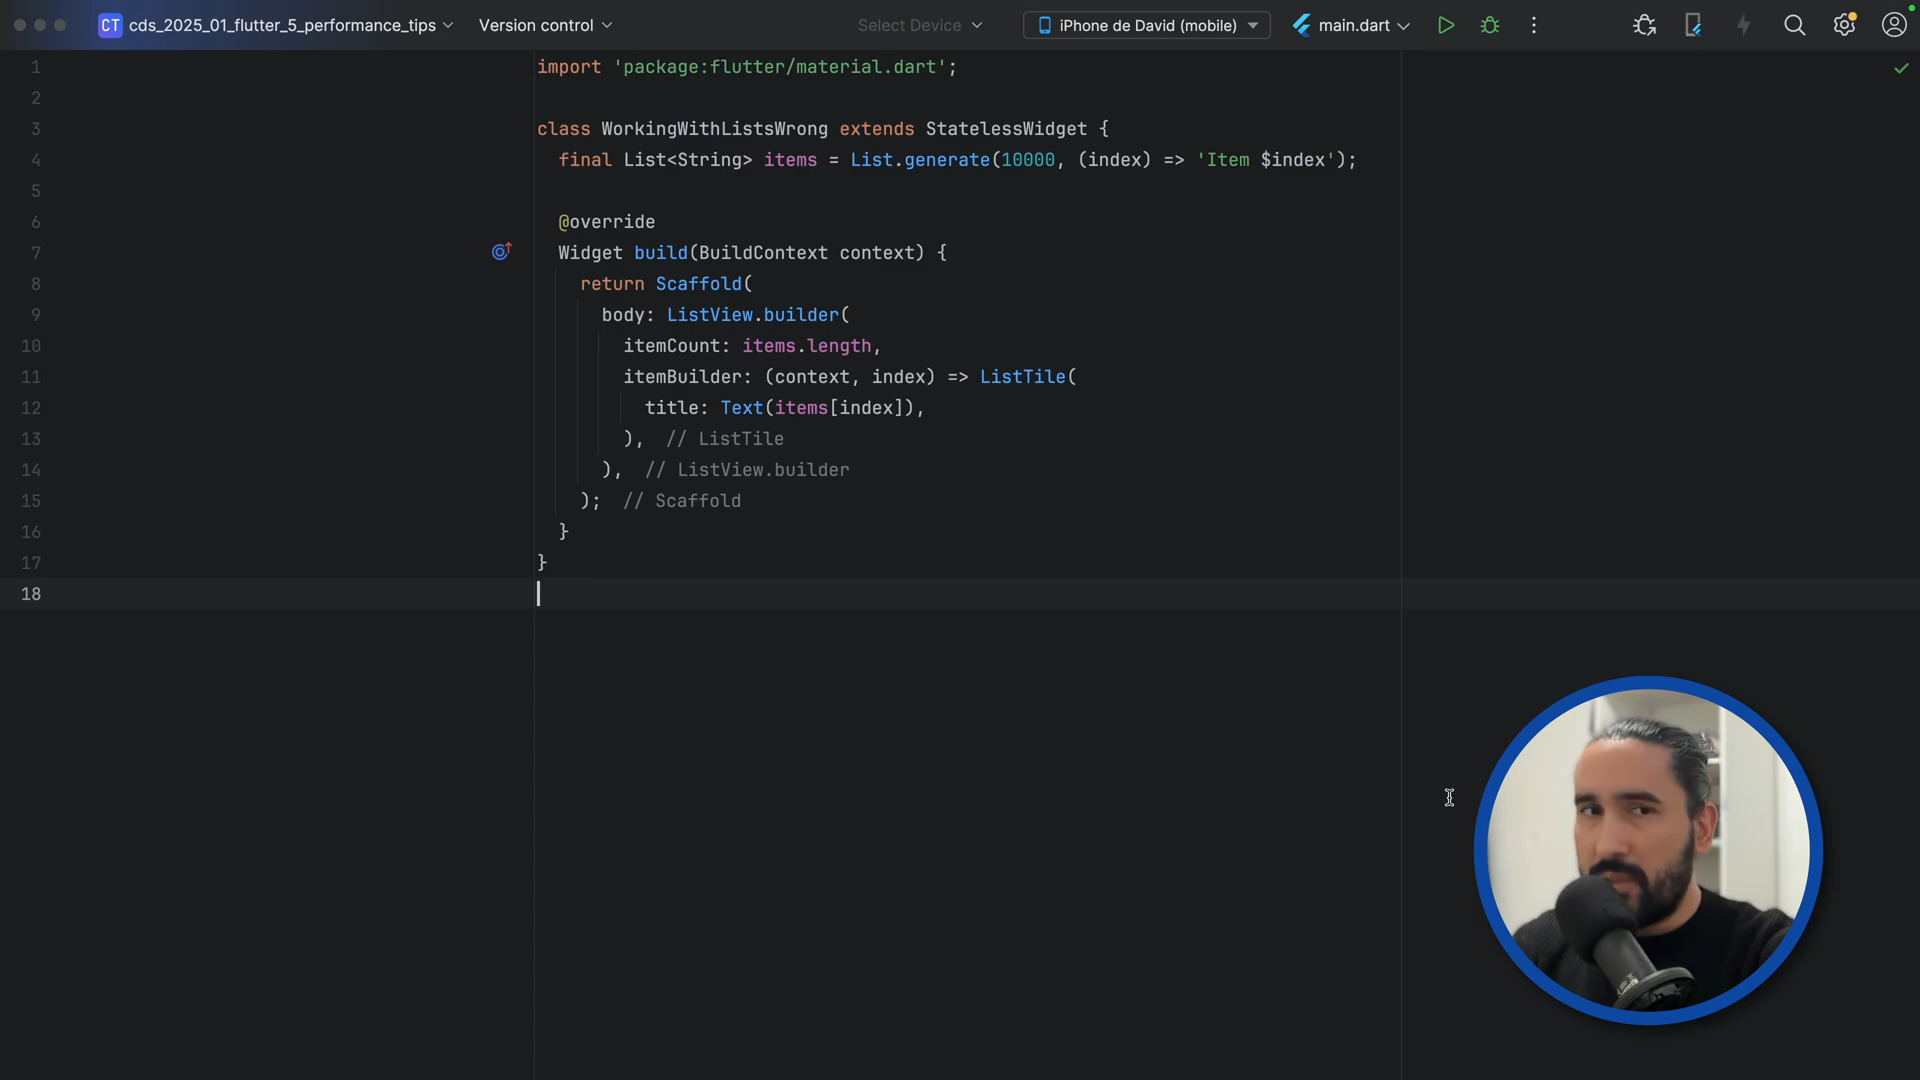 CT cds_2025_01_flutter_5_performance_tips Version control Select Device iPhone de David (mobile) main.dart
1 import 'package:flutter/material.dart';
2
3 class WorkingWithListsWrong extends StatelessWidget {
4 final List<String> items = List.generate(10000, (index) => 'Item $index');
5
6 @override
7 Widget build(BuildContext context) {
8 return Scaffold(
9 body: ListView.builder(
10 itemCount: items.length,
11 itemBuilder: (context, index) => ListTile(
12 title: Text(items[index]),
13 ), // ListTile
14 ), // ListView.builder
15 ); // Scaffold
16 }
17 }
18